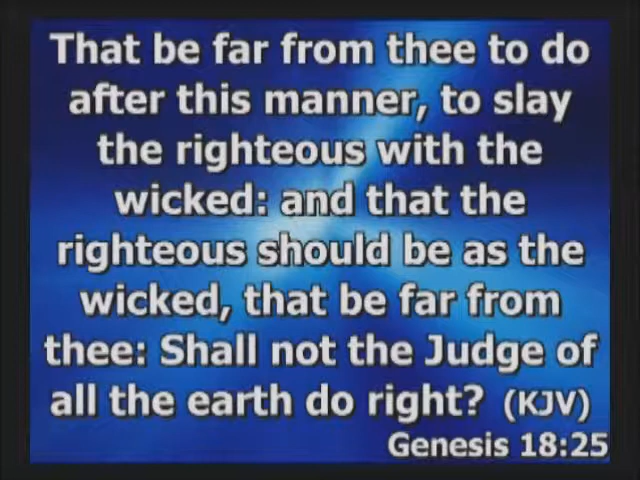 That be far from thee to do
after this manner, to slay
the righteous with the
wicked: and that the
righteous should be as the
wicked, that be far from
thee: Shall not the Judge of
all the earth do right? (KJV)
Genesis 18:25